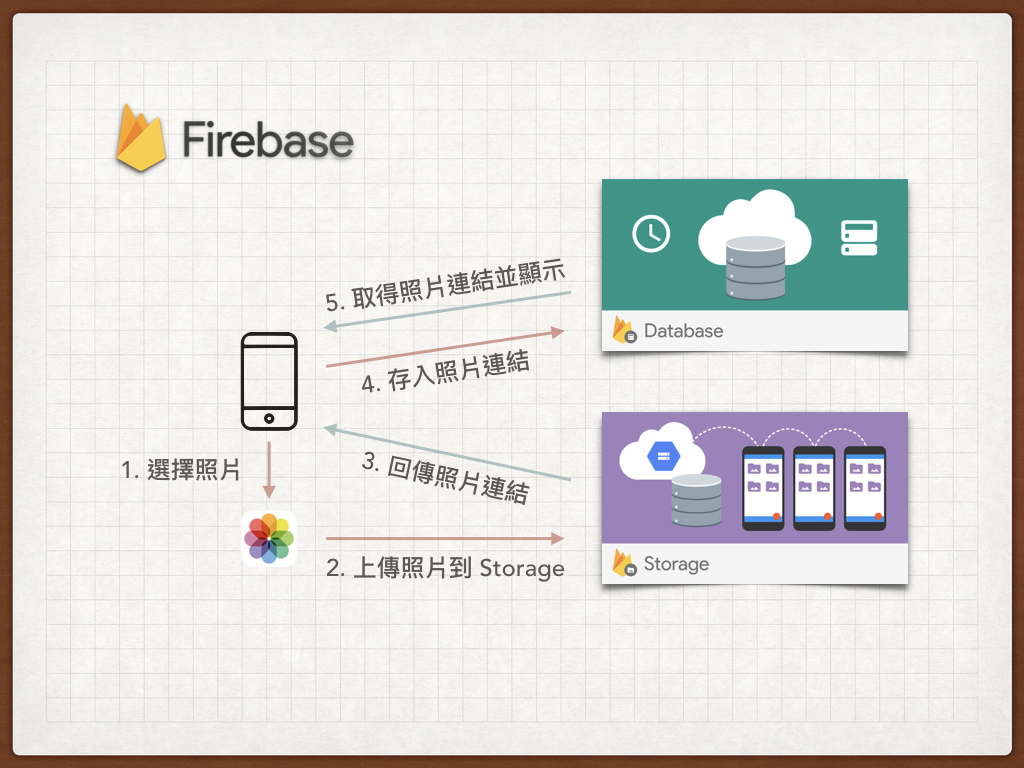 Firebase
5. 取得照片連結並顯示
Database
4. 存入照片連結
3. 回傳照片連結
1. 選擇照片
2. 上傳照片到 Storage
Storage